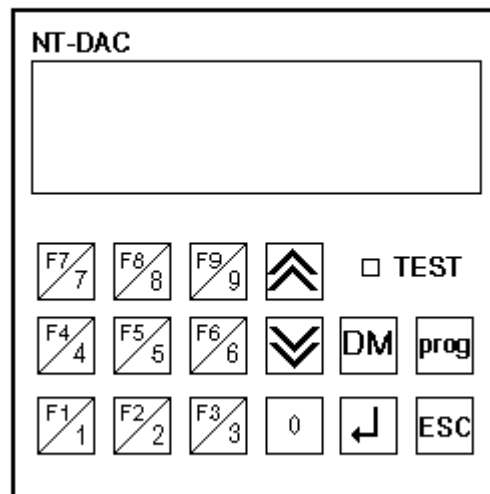 NT-DAC
F7 7 F8 8 F9 9 TEST
F4 4 F5 5 F6 6 DM prog
F1 1 F2 2 F3 3 0 ESC